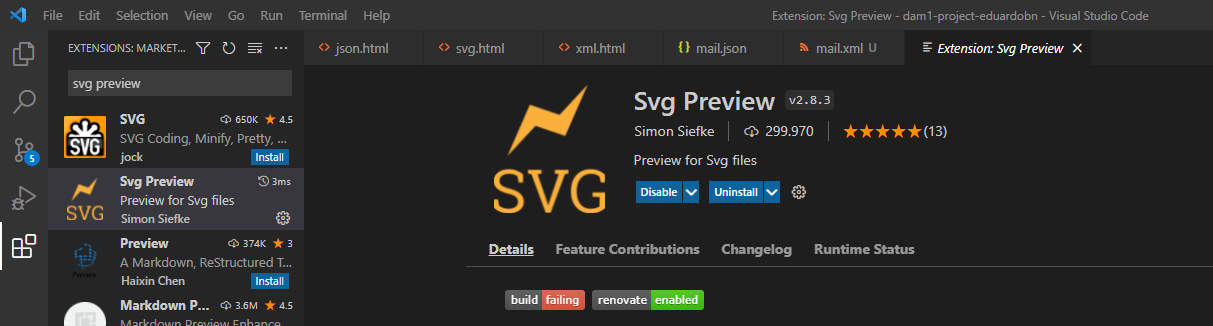 File Edit Selection View Go Run Terminal Help
Extension: Svg Preview - dam1-project-eduardobn - Visual Studio Code
EXTENSIONS: MARKET...
json.html svg.html xml.html mail.json mail.xml U Extension: Svg Preview
svg preview
SVG 650K 4.5
SVG Coding, Minify, Pretty, ...
jock Install
SVG
Svg Preview 3ms
Preview for Svg files
Simon Siefke
SVG
5
Preview 374K 3
A Markdown, ReStructured T...
Haixin Chen Install
Preview
Markdown P... 3.6M 4.5
Markdown Preview Enhance...
SVG
Svg Preview v2.8.3
Simon Siefke 299.970 (13)
Preview for Svg files
Disable Uninstall
Details Feature Contributions Changelog Runtime Status
build failing renovate enabled